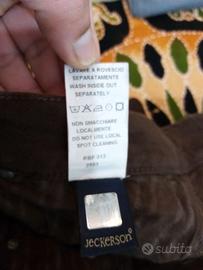 LAVARE A ROVESCIO
SEPARATAMENTE
WASH INSIDE OUT
SEPARATELY
NON SMACCHIARE
LOCALMENTE
DO NOT USE LOCAL
SPOT CLEANING
JECKERSON
subito